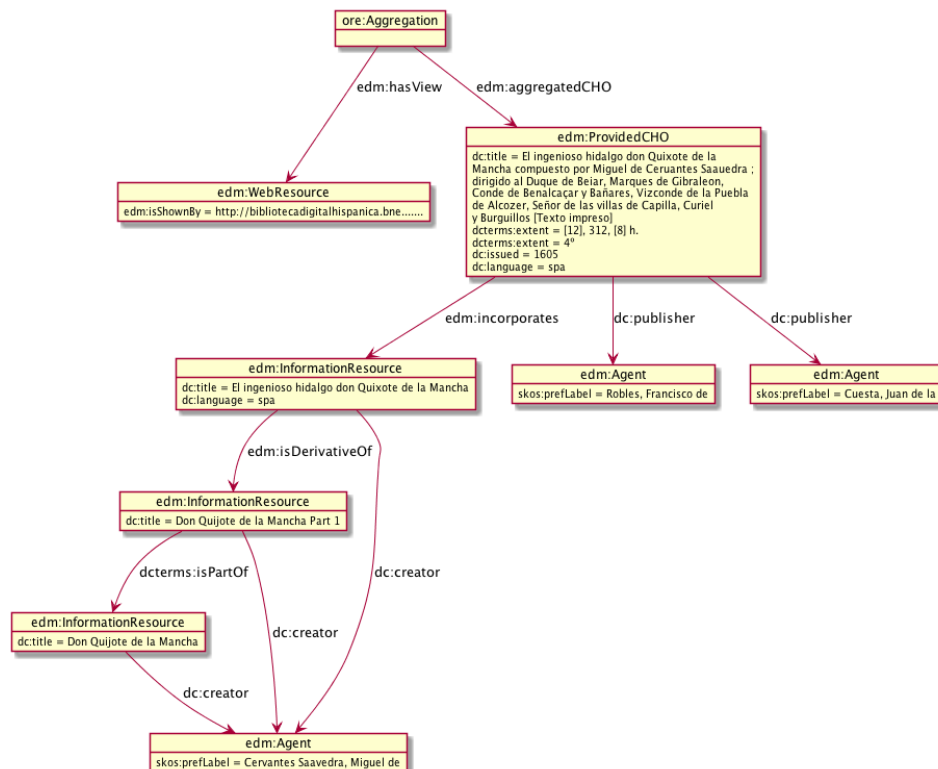 ore:Aggregation
edm:hasView
edm:aggregatedCHO
edm:ProvidedCHO
dc:title = El ingenioso hidalgo don Quixote de la
Mancha compuesto por Miguel de Ceruantes Saauedra ;
dirigido al Duque de Beiar, Marques de Gibraleon,
Conde de Benalcaçar y Bañares, Vizconde de la Puebla
de Alcozer, Señor de las villas de Capilla, Curiel
y Burguillos [Texto impreso]
dcterms:extent = [12], 312, [8] h.
dcterms:extent = 4º
dc:issued = 1605
dc:language = spa
edm:WebResource
edm:isShownBy = http://bibliotecadigitalhispanica.bne.......
edm:incorporates
dc:publisher
dc:publisher
edm:InformationResource
dc:title = El ingenioso hidalgo don Quixote de la Mancha
dc:language = spa
edm:Agent
skos:prefLabel = Robles, Francisco de
edm:Agent
skos:prefLabel = Cuesta, Juan de la
edm:isDerivativeOf
edm:InformationResource
dc:title = Don Quijote de la Mancha Part 1
dcterms:isPartOf
dc:creator
edm:InformationResource
dc:title = Don Quijote de la Mancha
dc:creator
dc:creator
edm:Agent
skos:prefLabel = Cervantes Saavedra, Miguel de